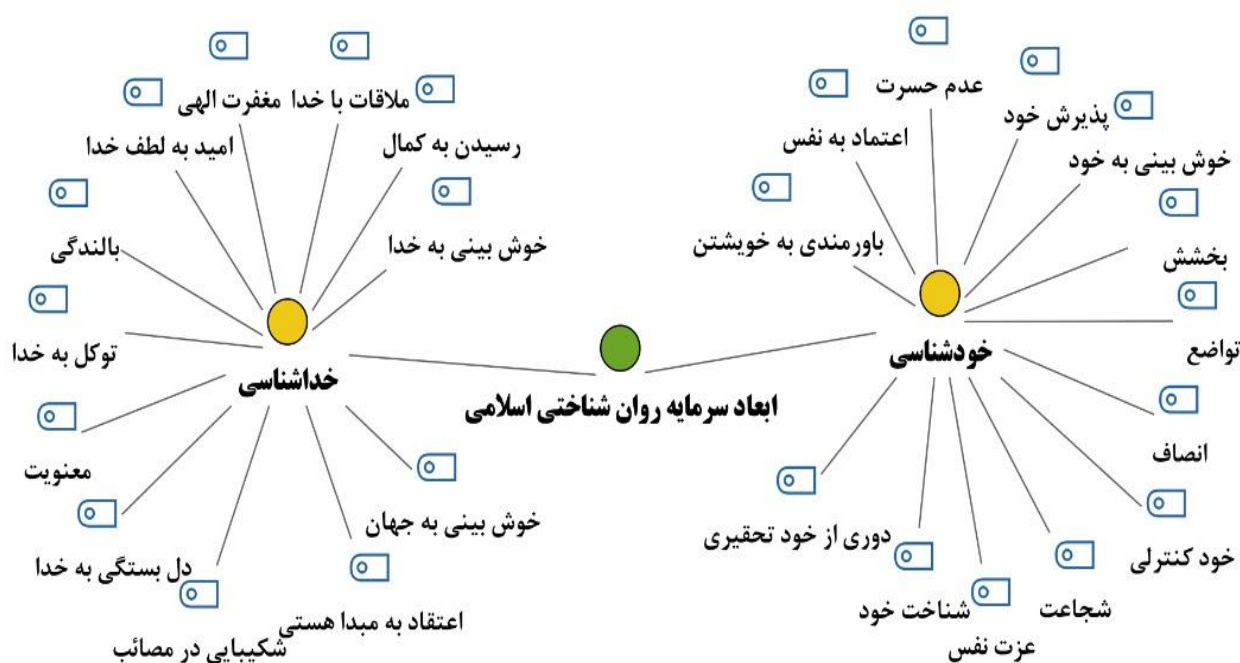 ملاقات با خدا
مغفرت الهی
رسیدن به کمال
امید به لطف خدا
خوش بینی به خدا
بالندگی
توکل به خدا
خداشناسی
معنویت
خوش بینی به جهان
دل بستگی به خدا
اعتقاد به مبدا هستی
شکیبایی در مصائب
ابعاد سرمایه روان شناختی اسلامی
عدم حسرت
پذیرش خود
اعتماد به نفس
خوش بینی به خود
باورمندی به خویشتن
بخشش
تواضع
خودشناسی
انصاف
دوری از خود تحقیری
خود کنترلی
شناخت خود
شجاعت
عزت نفس